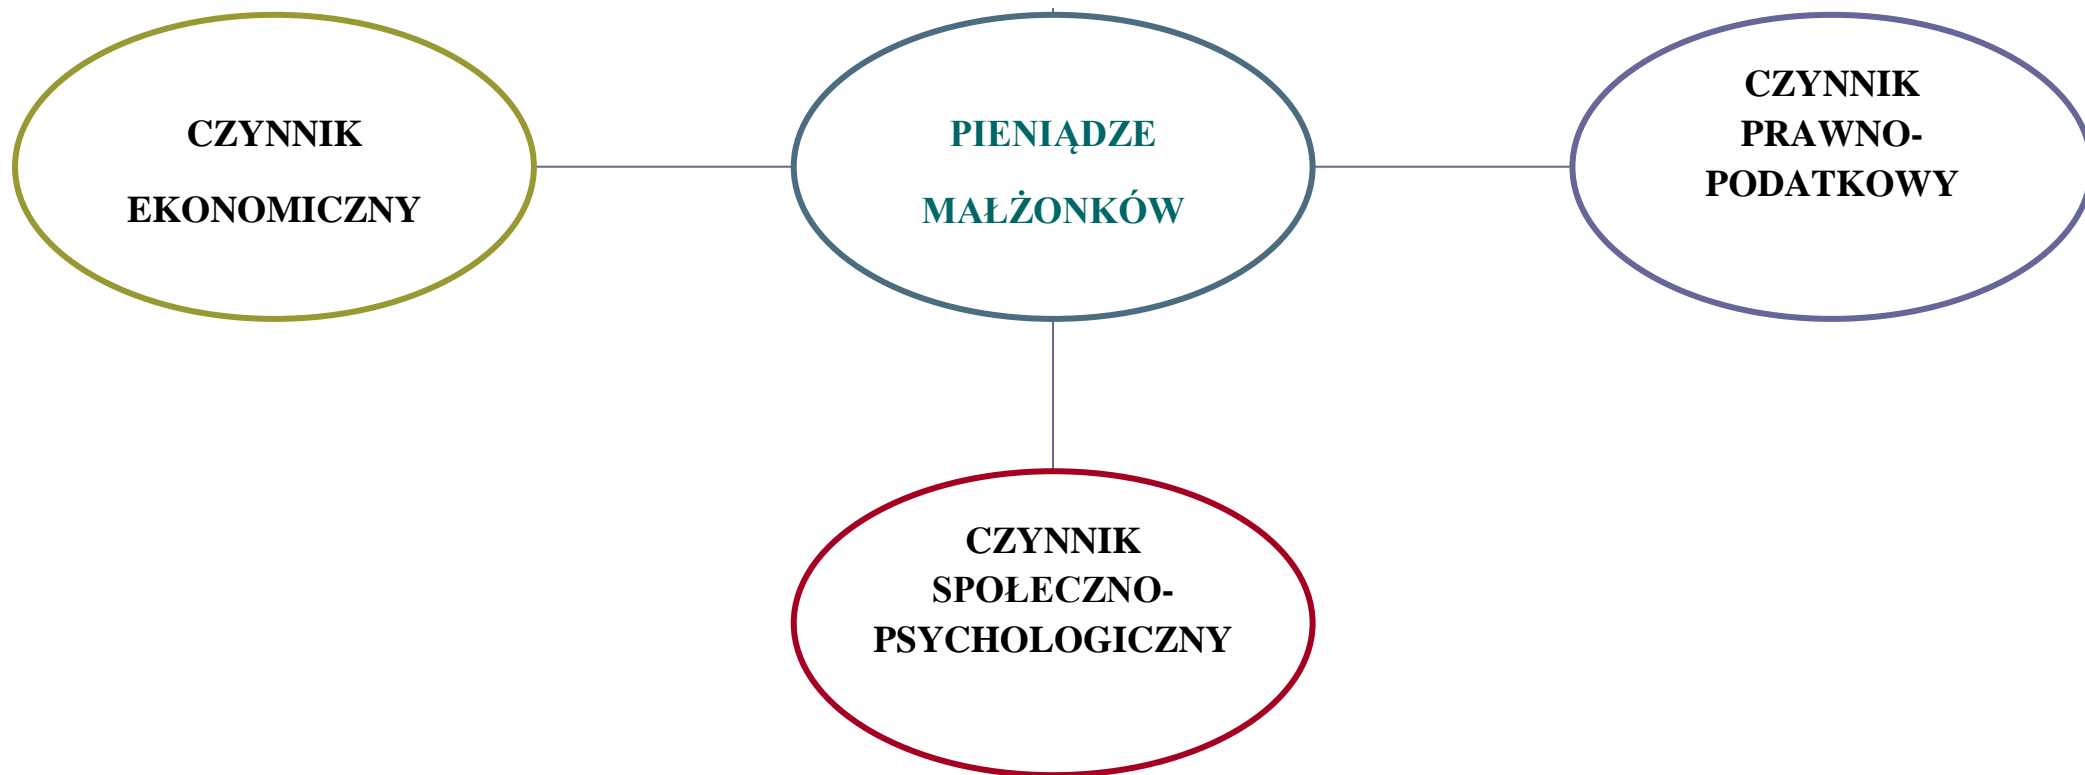 CZYNNIK
EKONOMICZNY
PIENIĄDZE
MAŁŻONKÓW
CZYNNIK
PRAWNO-
PODATKOWY
CZYNNIK
SPOŁECZNO-
PSYCHOLOGICZNY